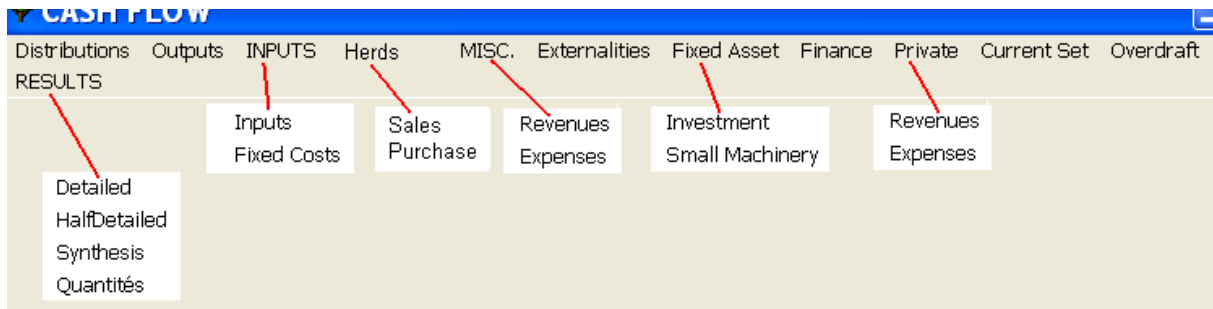 CASH FLOW
Distributions Outputs INPUTS Herds MISC. Externalities Fixed Asset Finance Private Current Set Overdraft
RESULTS
Inputs
Fixed Costs
Sales
Purchase
Revenues
Expenses
Investment
Small Machinery
Revenues
Expenses
Detailed
HalfDetailed
Synthesis
Quantités